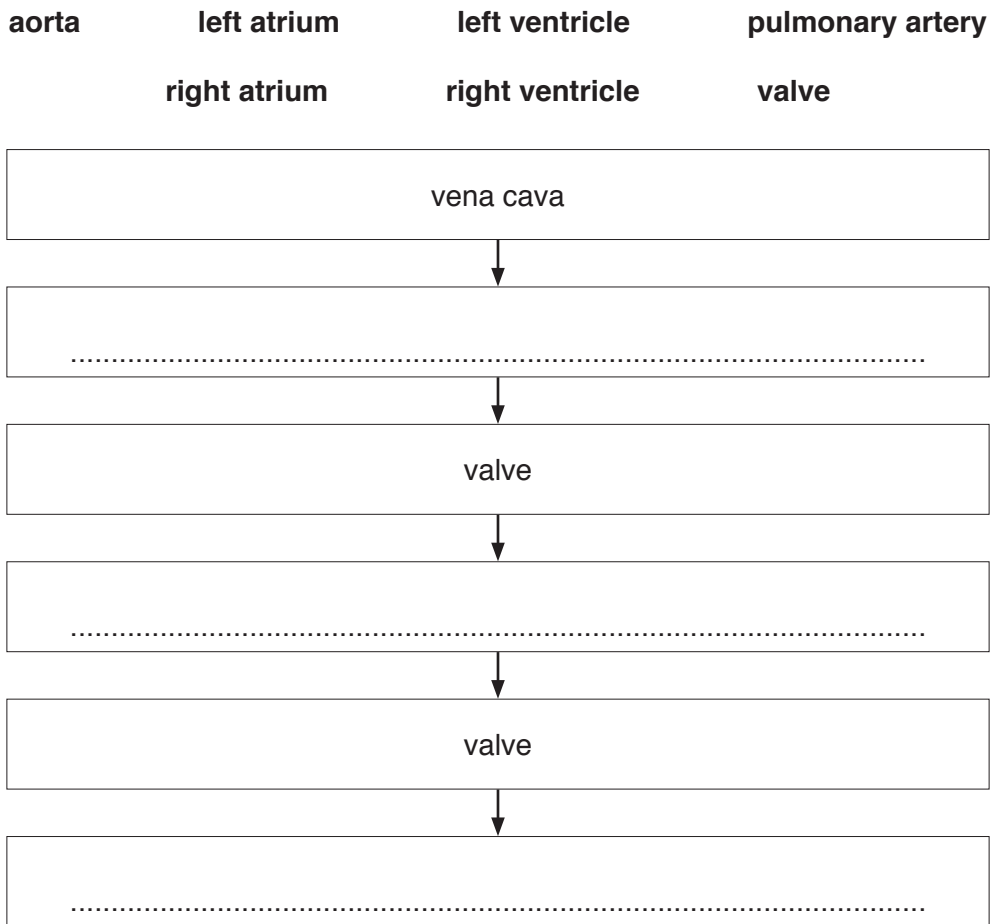 aorta left atrium left ventricle pulmonary artery
right atrium right ventricle valve
vena cava
....................................................................................................
valve
....................................................................................................
valve
....................................................................................................